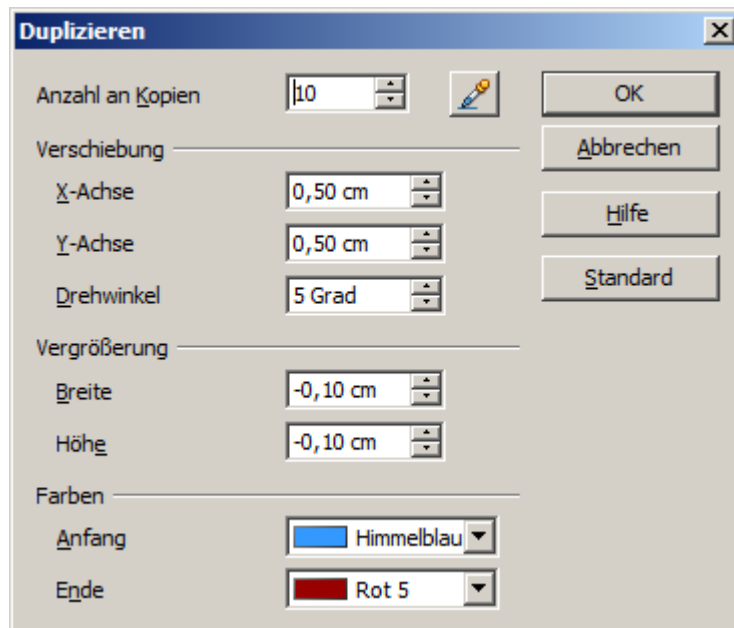 Duplizieren
Anzahl an Kopien 10 OK
Verschiebung Abbrechen
X-Achse 0,50 cm Hilfe
Y-Achse 0,50 cm
Drehwinkel 5 Grad Standard
Vergrößerung
Breite -0,10 cm
Höhe -0,10 cm
Farben
Anfang Himmelblau
Ende Rot 5